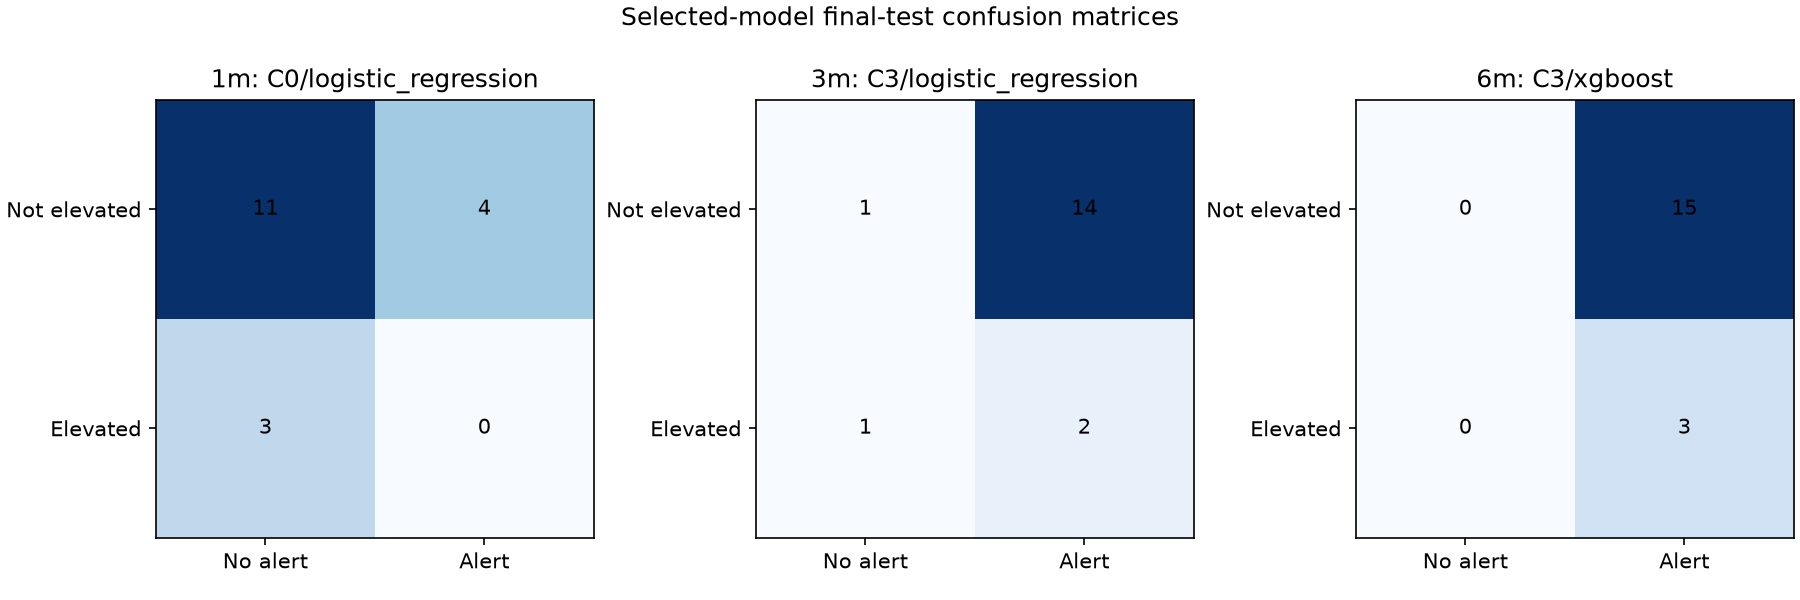 Selected-model final-test confusion matrices
1m: C0/logistic_regression
Not elevated
11
4
Elevated
3
0
No alert
Alert
3m: C3/logistic_regression
Not elevated
1
14
Elevated
1
2
No alert
Alert
6m: C3/xgboost
Not elevated
0
15
Elevated
0
3
No alert
Alert